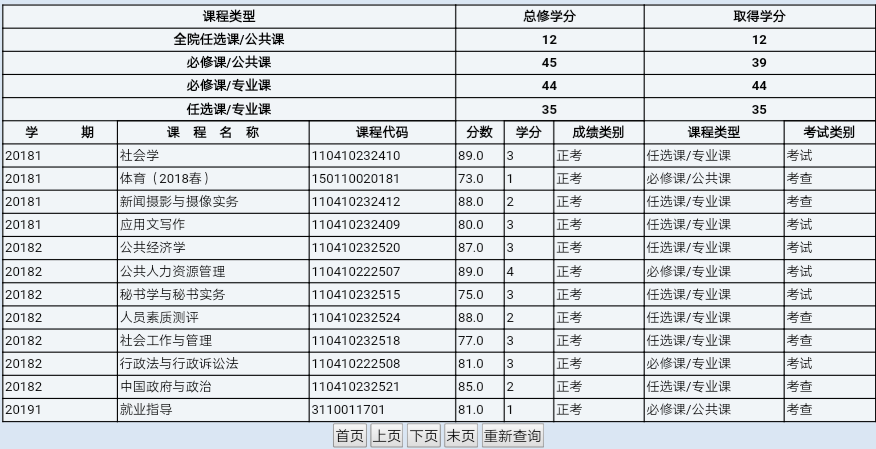 课程类型 总修学分 取得学分
全院任选课/公共课 12 12
必修课/公共课 45 39
必修课/专业课 44 44
任选课/专业课 35 35
学 期 课 程 名 称 课程代码 分数 学分 成绩类别 课程类型 考试类别
20181 社会学 110410232410 89.0 3 正考 任选课/专业课 考试
20181 体育（2018春） 150110020181 73.0 1 正考 必修课/公共课 考查
20181 新闻摄影与摄像实务 110410232412 88.0 2 正考 任选课/专业课 考查
20181 应用文写作 110410232409 80.0 3 正考 任选课/专业课 考试
20182 公共经济学 110410232520 87.0 3 正考 任选课/专业课 考试
20182 公共人力资源管理 110410222507 89.0 4 正考 必修课/专业课 考试
20182 秘书学与秘书实务 110410232515 75.0 3 正考 任选课/专业课 考试
20182 人员素质测评 110410232524 88.0 2 正考 任选课/专业课 考查
20182 社会工作与管理 110410232518 77.0 3 正考 任选课/专业课 考查
20182 行政法与行政诉讼法 110410222508 81.0 3 正考 必修课/专业课 考试
20182 中国政府与政治 110410232521 85.0 2 正考 任选课/专业课 考查
20191 就业指导 3110011701 81.0 1 正考 必修课/公共课 考查
首页 上页 下页 末页 重新查询